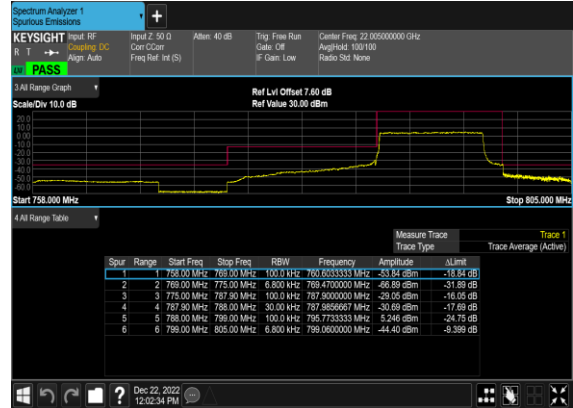 Spectrum Analyzer 1
Spurious Emissions
KEYSIGHT Input: RF Input Z: 50 Ω Atten: 40 dB Trig: Free Run Center Freq: 22.005000000 GHz
R T Coupling: DC Corr CCorr Gate: Off Avg|Hold: 100/100
Align: Auto Freq Ref: Int (S) IF Gain: Low Radio Std: None
PASS
3 All Range Graph
Ref Lvl Offset 7.60 dB
Scale/Div 10.0 dB Ref Value 30.00 dBm
20.0
10.0
0.00
-10.0
-20.0
-30.0
-40.0
-50.0
-60.0
Start 758.000 MHz Stop 805.000 MHz
4 All Range Table
Measure Trace Trace 1
Trace Type Trace Average (Active)
Spur Range Start Freq Stop Freq RBW Frequency Amplitude ΔLimit
1 1 758.00 MHz 769.00 MHz 100.0 kHz 760.6033333 MHz -53.84 dBm -18.84 dB
2 2 769.00 MHz 775.00 MHz 6.800 kHz 769.4700000 MHz -66.89 dBm -31.89 dB
3 3 775.00 MHz 787.90 MHz 100.0 kHz 787.9000000 MHz -29.05 dBm -16.05 dB
4 4 787.90 MHz 788.00 MHz 30.00 kHz 787.9856667 MHz -30.69 dBm -17.69 dB
5 5 788.00 MHz 799.00 MHz 100.0 kHz 795.7733333 MHz 5.246 dBm -24.75 dB
6 6 799.00 MHz 805.00 MHz 6.800 kHz 799.0600000 MHz -44.40 dBm -9.399 dB
? Dec 22, 2022
12:02:34 PM